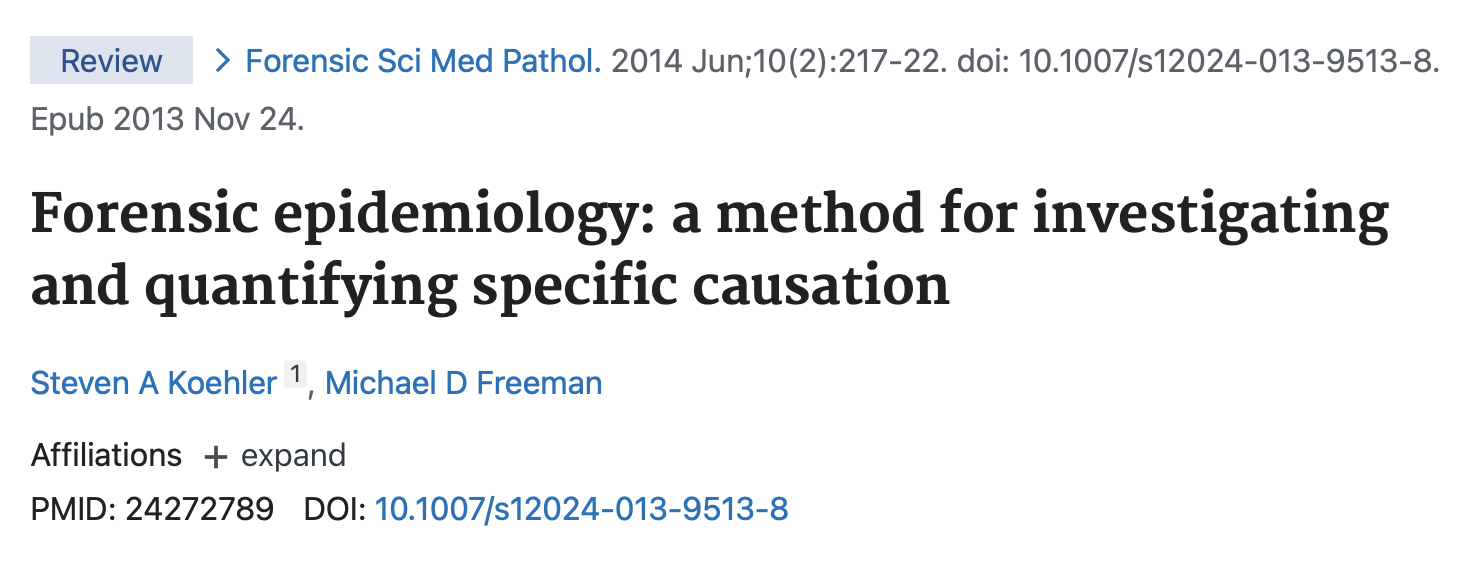 Review > Forensic Sci Med Pathol. 2014 Jun;10(2):217-22. doi: 10.1007/s12024-013-9513-8.
Epub 2013 Nov 24.
Forensic epidemiology: a method for investigating
and quantifying specific causation
Steven A Koehler 1, Michael D Freeman
Affiliations + expand
PMID: 24272789 DOI: 10.1007/s12024-013-9513-8